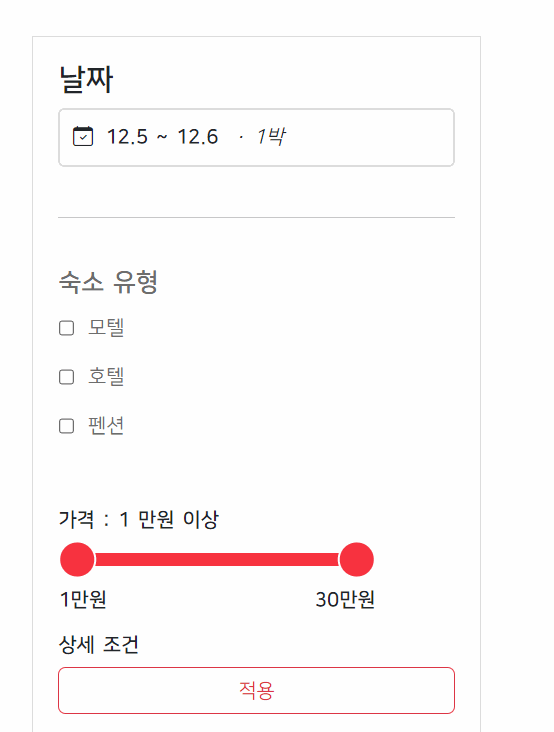 날짜
12.5 ~ 12.6 · 1박
숙소 유형
모텔
호텔
펜션
가격 : 1 만원 이상
1만원 30만원
상세 조건
적용